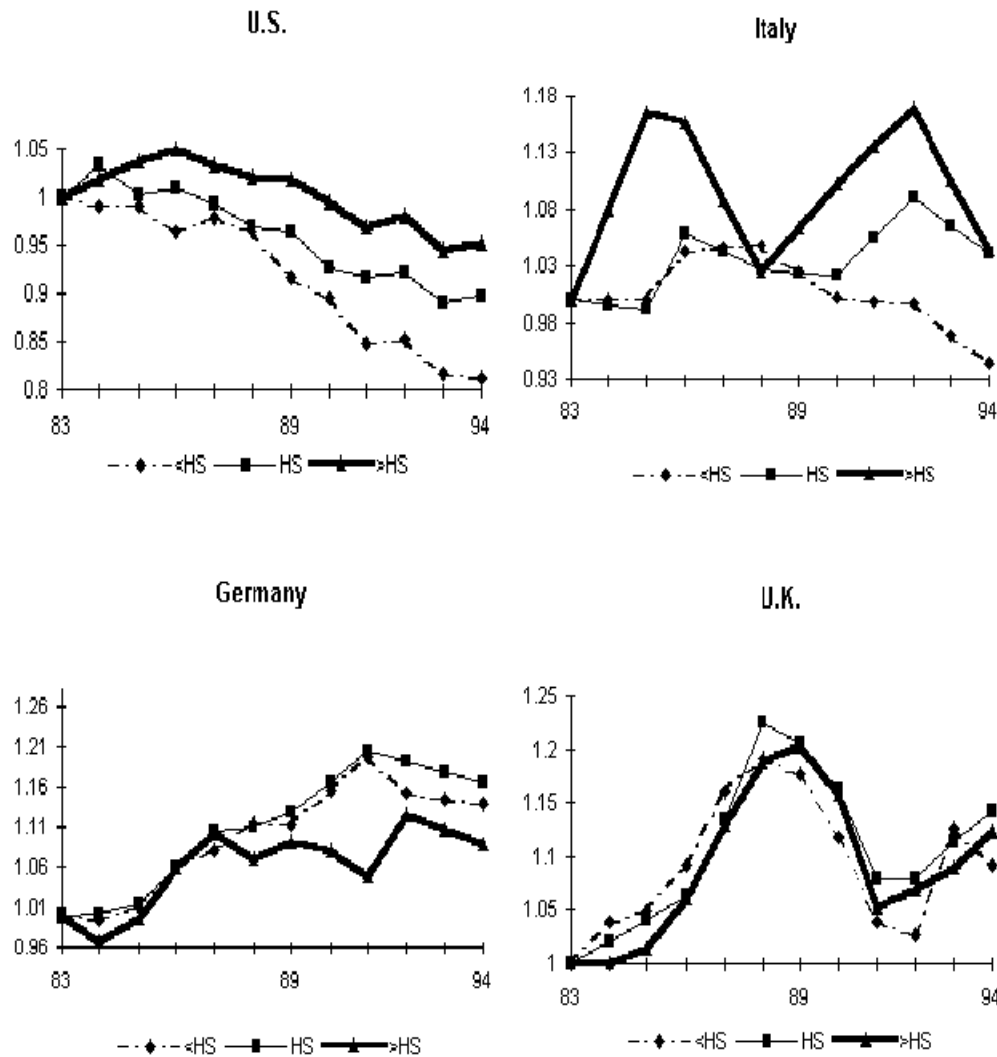 U.S.
1.05
1
0.95
0.9
0.85
0.8
83 89 94
<HS HS >HS
Italy
1.18
1.13
1.08
1.03
0.98
0.93
83 89 94
<HS HS >HS
Germany
1.26
1.21
1.16
1.11
1.06
1.01
0.96
83 89 94
<HS HS >HS
U.K.
1.25
1.2
1.15
1.1
1.05
1
83 89 94
<HS HS >HS